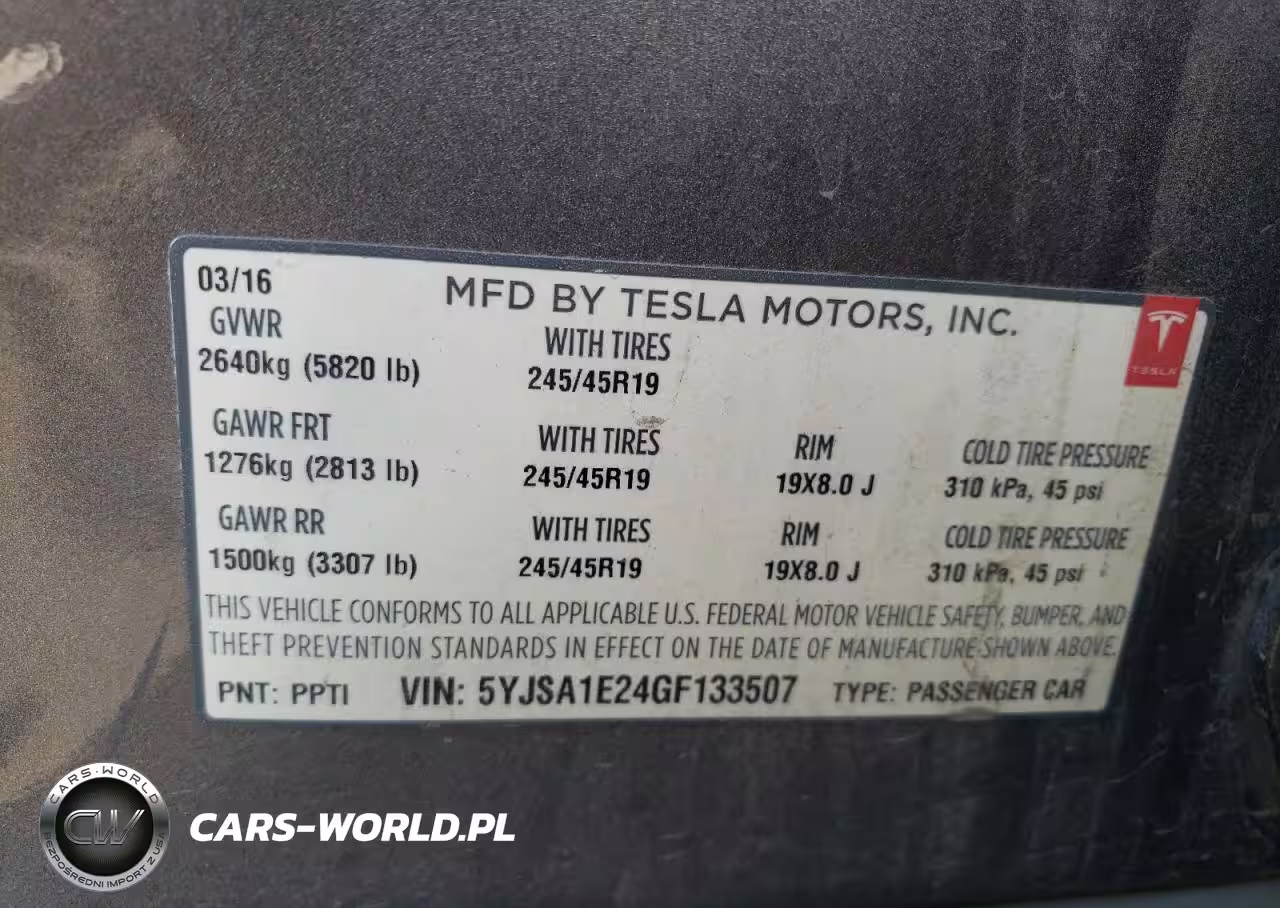 03/16
MFD BY TESLA MOTORS, INC.
TESLA
GVWR WITH TIRES
2640kg (5820 lb) 245/45R19
GAWR FRT WITH TIRES RIM COLD TIRE PRESSURE
1276kg (2813 lb) 245/45R19 19X8.0 J 310 kPa, 45 psi
GAWR RR WITH TIRES RIM COLD TIRE PRESSURE
1500kg (3307 lb) 245/45R19 19X8.0 J 310 kPa, 45 psi
THIS VEHICLE CONFORMS TO ALL APPLICABLE U.S. FEDERAL MOTOR VEHICLE SAFETY, BUMPER, AND
THEFT PREVENTION STANDARDS IN EFFECT ON THE DATE OF MANUFACTURE SHOWN ABOVE.
PNT: PPTI VIN: 5YJSA1E24GF133507 TYPE: PASSENGER CAR
CARS-WORLD
CW
BEZPOŚREDNI IMPORT Z USA
CARS-WORLD.PL